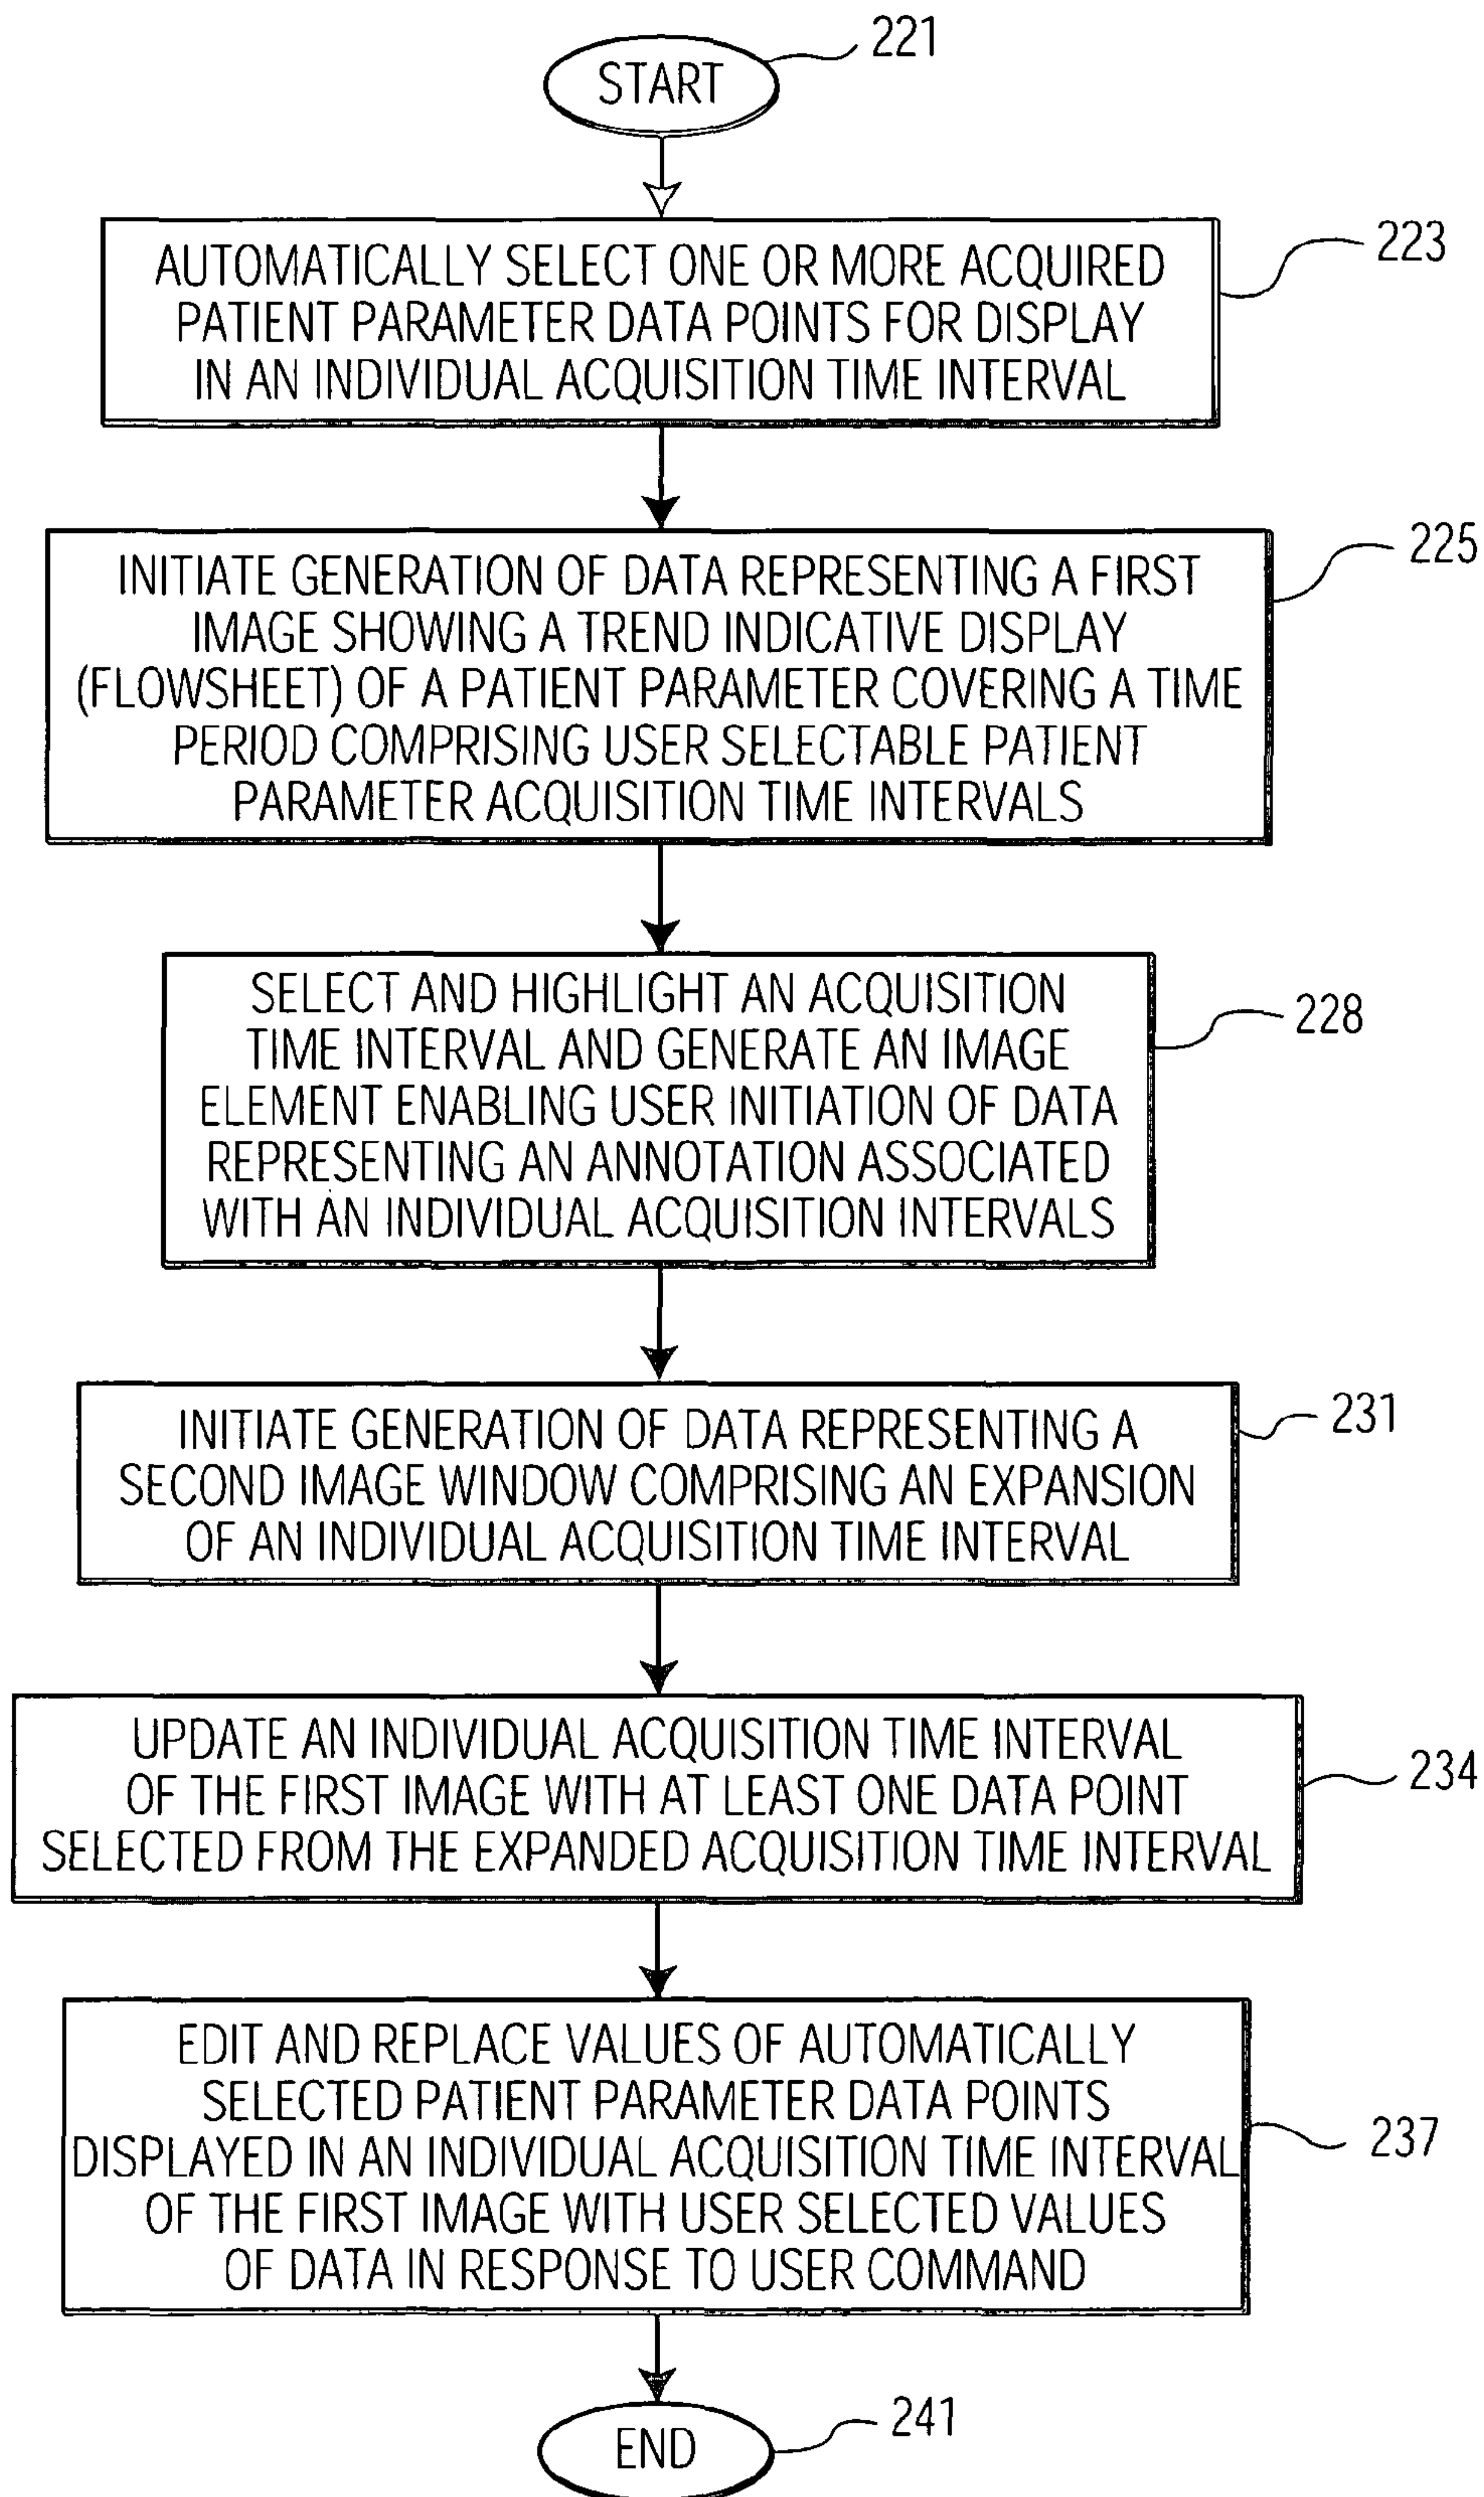 START
221
AUTOMATICALLY SELECT ONE OR MORE ACQUIRED
PATIENT PARAMETER DATA POINTS FOR DISPLAY
IN AN INDIVIDUAL ACQUISITION TIME INTERVAL
223
INITIATE GENERATION OF DATA REPRESENTING A FIRST
IMAGE SHOWING A TREND INDICATIVE DISPLAY
(FLOWSHEET) OF A PATIENT PARAMETER COVERING A TIME
PERIOD COMPRISING USER SELECTABLE PATIENT
PARAMETER ACQUISITION TIME INTERVALS
225
SELECT AND HIGHLIGHT AN ACQUISITION
TIME INTERVAL AND GENERATE AN IMAGE
ELEMENT ENABLING USER INITIATION OF DATA
REPRESENTING AN ANNOTATION ASSOCIATED
WITH AN INDIVIDUAL ACQUISITION INTERVALS
228
INITIATE GENERATION OF DATA REPRESENTING A
SECOND IMAGE WINDOW COMPRISING AN EXPANSION
OF AN INDIVIDUAL ACQUISITION TIME INTERVAL
231
UPDATE AN INDIVIDUAL ACQUISITION TIME INTERVAL
OF THE FIRST IMAGE WITH AT LEAST ONE DATA POINT
SELECTED FROM THE EXPANDED ACQUISITION TIME INTERVAL
234
EDIT AND REPLACE VALUES OF AUTOMATICALLY
SELECTED PATIENT PARAMETER DATA POINTS
DISPLAYED IN AN INDIVIDUAL ACQUISITION TIME INTERVAL
OF THE FIRST IMAGE WITH USER SELECTED VALUES
OF DATA IN RESPONSE TO USER COMMAND
237
END
241